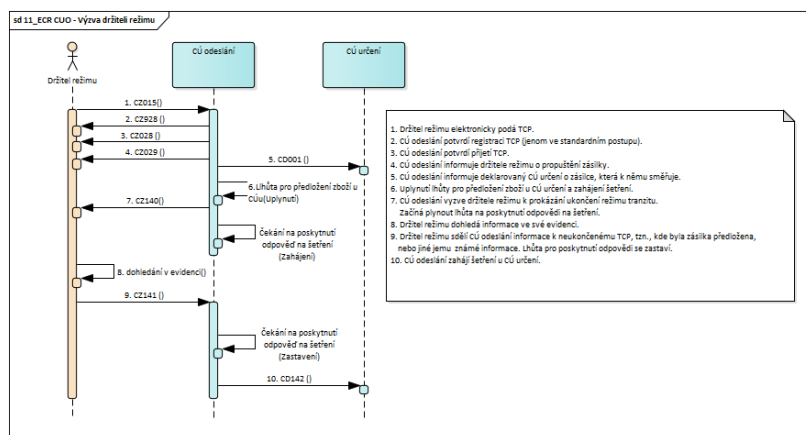 sd 11_ECR CUO - Výzva držiteli režimu
Držitel režimu
CÚ odeslání
CÚ určení
1. CZ015()
2. CZ928()
3. CZ028 ()
4. CZ029 ()
5. CD001 ()
6.Lhůta pro předložení zboží u
CÚu(Uplynutí)
7. CZ140()
Čekání na poskytnutí
odpověď na šetření
(Zahájení)
8. dohledání v evidenci()
9. CZ141 ()
Čekání na poskytnutí
odpověď na šetření
(Zastavení)
10. CD142 ()
1. Držitel režimu elektronicky podá TCP.
2. CÚ odeslání potvrdí registraci TCP (jenom ve standardním postupu).
3. CÚ odeslání potvrdí přijetí TCP.
4. CÚ odeslání informuje držitele režimu o propuštění zásilky.
5. CÚ odeslání informuje deklarovaný CÚ určení o zásilce, která k němu směřuje.
6. Uplynutí lhůty pro předložení zboží u CÚ určení a zahájení šetření.
7. CÚ odeslání vyzve držitele režimu k prokázání ukončení režimu tranzitu.
Začíná plynout lhůta na poskytnutí odpovědi na šetření.
8. Držitel režimu dohledá informace ve své evidenci.
9. Držitel režimu sdělí CÚ odeslání informace k neukončenému TCP, tzn., kde byla zásilka předložena,
nebo jiné jemu známé informace. Lhůta pro poskytnutí odpovědi se zastaví.
10. CÚ odeslání zahájí šetření u CÚ určení.